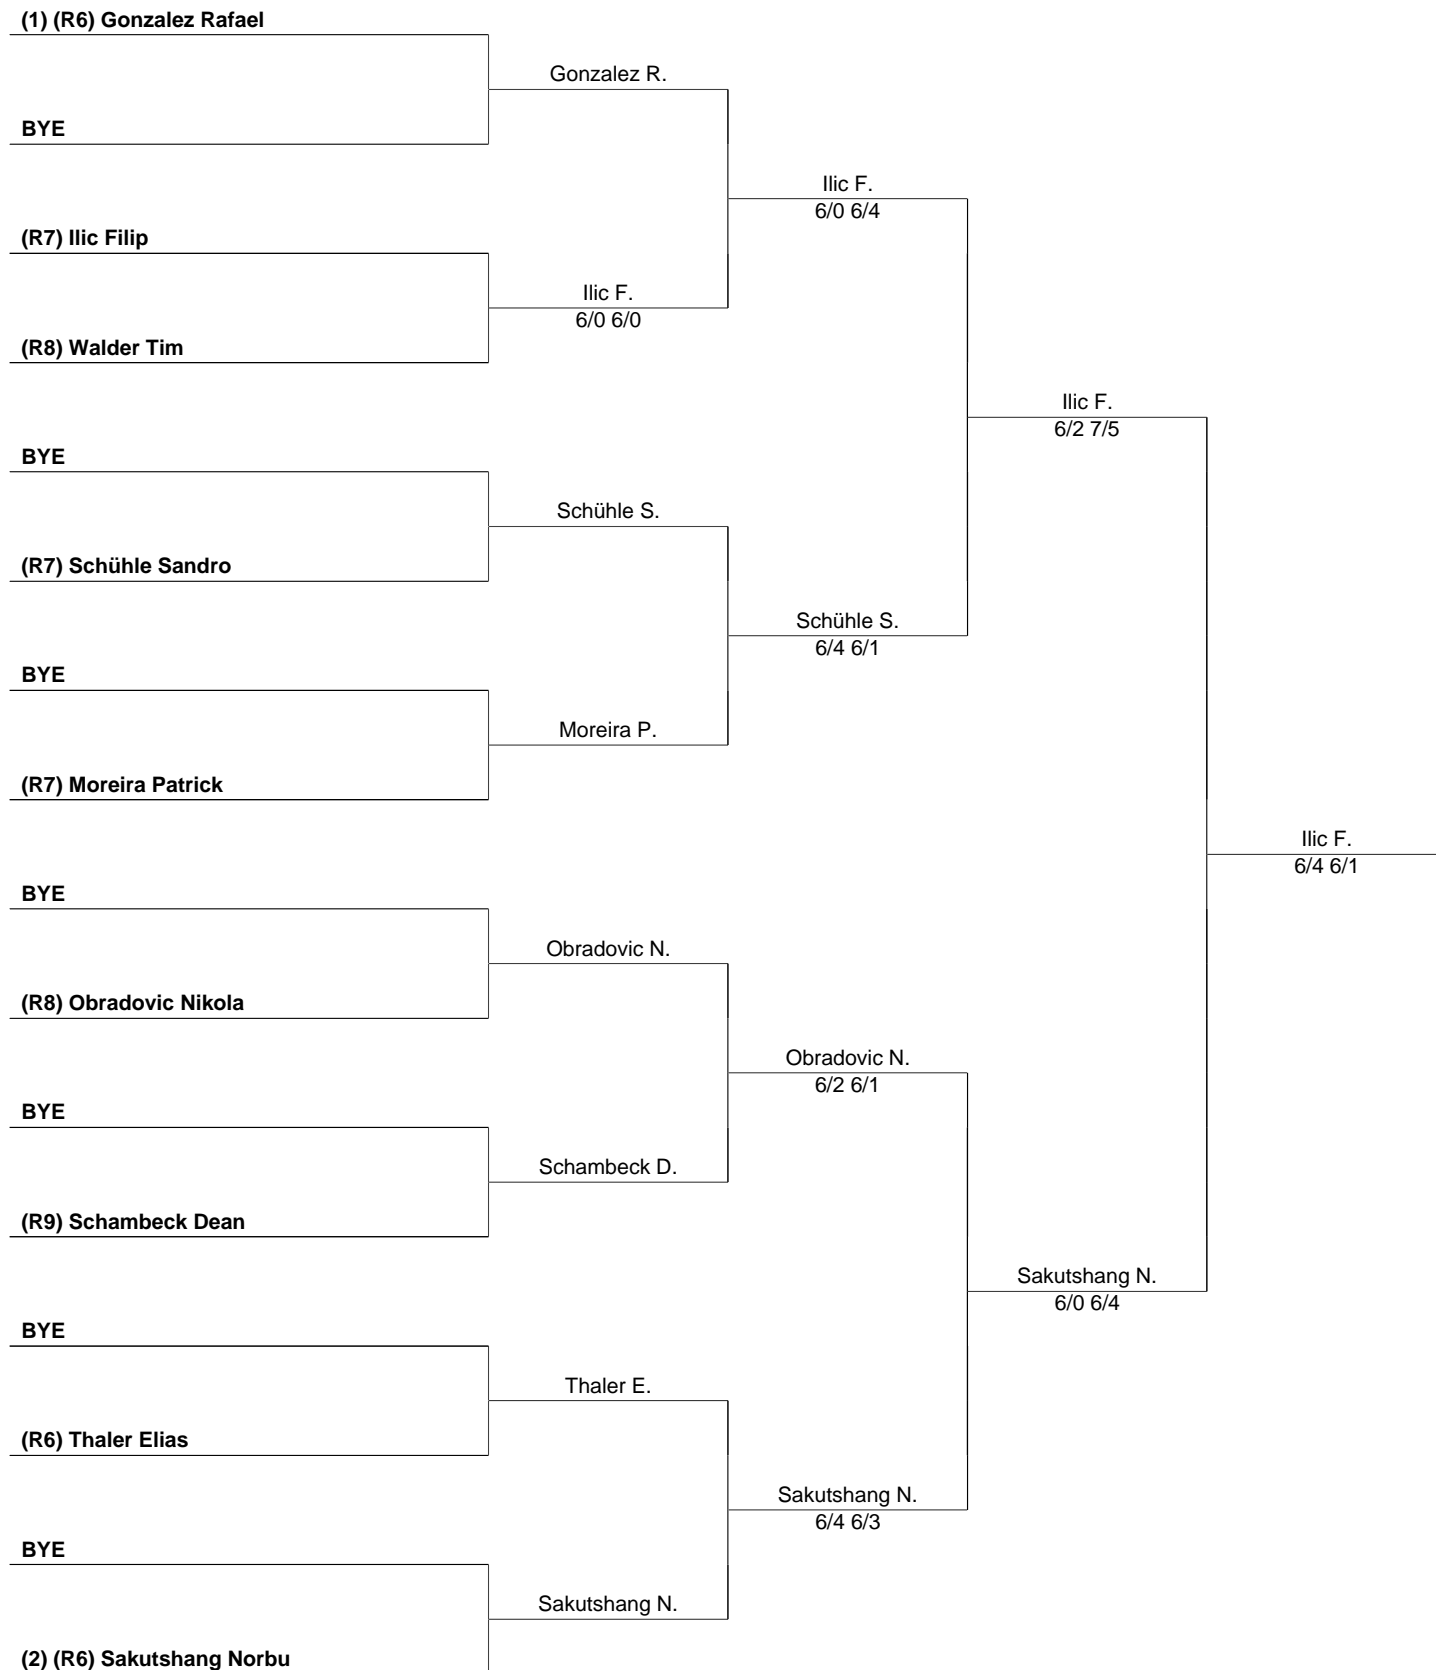 (1) (R6) Gonzalez Rafael
Gonzalez R.
BYE
Ilic F.
6/0 6/4
(R7) Ilic Filip
Ilic F.
6/0 6/0
(R8) Walder Tim
Ilic F.
6/2 7/5
BYE
Schühle S.
(R7) Schühle Sandro
Schühle S.
6/4 6/1
BYE
Moreira P.
(R7) Moreira Patrick
Ilic F.
6/4 6/1
BYE
Obradovic N.
(R8) Obradovic Nikola
Obradovic N.
6/2 6/1
BYE
Schambeck D.
(R9) Schambeck Dean
Sakutshang N.
6/0 6/4
BYE
Thaler E.
(R6) Thaler Elias
Sakutshang N.
6/4 6/3
BYE
Sakutshang N.
(2) (R6) Sakutshang Norbu